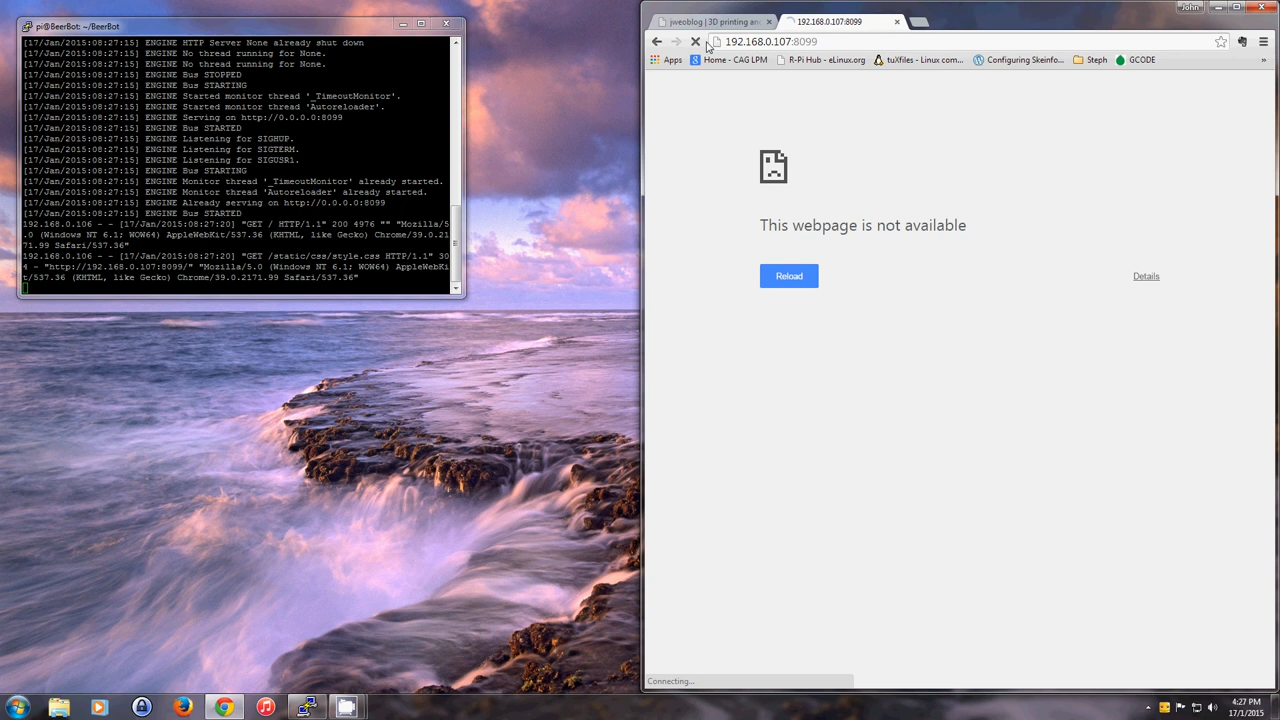 pi@BeerBot: ~/BeerBot
[17/Jan/2015:08:27:15] ENGINE HTTP Server None already shut down
[17/Jan/2015:08:27:15] ENGINE No thread running for None.
[17/Jan/2015:08:27:15] ENGINE No thread running for None.
[17/Jan/2015:08:27:15] ENGINE Bus STOPPED
[17/Jan/2015:08:27:15] ENGINE Bus STARTING
[17/Jan/2015:08:27:15] ENGINE Started monitor thread '_TimeoutMonitor'.
[17/Jan/2015:08:27:15] ENGINE Started monitor thread 'Autoreloader'.
[17/Jan/2015:08:27:15] ENGINE Serving on http://0.0.0.0:8099
[17/Jan/2015:08:27:15] ENGINE Bus STARTED
[17/Jan/2015:08:27:15] ENGINE Listening for SIGHUP.
[17/Jan/2015:08:27:15] ENGINE Listening for SIGTERM.
[17/Jan/2015:08:27:15] ENGINE Listening for SIGUSR1.
[17/Jan/2015:08:27:15] ENGINE Bus STARTING
[17/Jan/2015:08:27:15] ENGINE Monitor thread '_TimeoutMonitor' already started.
[17/Jan/2015:08:27:15] ENGINE Monitor thread 'Autoreloader' already started.
[17/Jan/2015:08:27:15] ENGINE Already serving on http://0.0.0.0:8099
[17/Jan/2015:08:27:15] ENGINE Bus STARTED
192.168.0.106 - - [17/Jan/2015:08:27:20] "GET / HTTP/1.1" 200 4976 "" "Mozilla/5
.0 (Windows NT 6.1; WOW64) AppleWebKit/537.36 (KHTML, like Gecko) Chrome/39.0.21
71.99 Safari/537.36"
192.168.0.106 - - [17/Jan/2015:08:27:20] "GET /static/css/style.css HTTP/1.1" 30
4 - "http://192.168.0.107:8099/" "Mozilla/5.0 (Windows NT 6.1; WOW64) AppleWebKi
t/537.36 (KHTML, like Gecko) Chrome/39.0.2171.99 Safari/537.36"
John
jweoblog | 3D printing an
192.168.0.107:8099
192.168.0.107:8099
Apps
Home - CAG LPM
R-Pi Hub - eLinux.org
tuXfiles - Linux com...
Configuring Skeinfo...
Steph
GCODE
»
This webpage is not available
Reload
Details
Connecting...
4:27 PM
17/1/2015